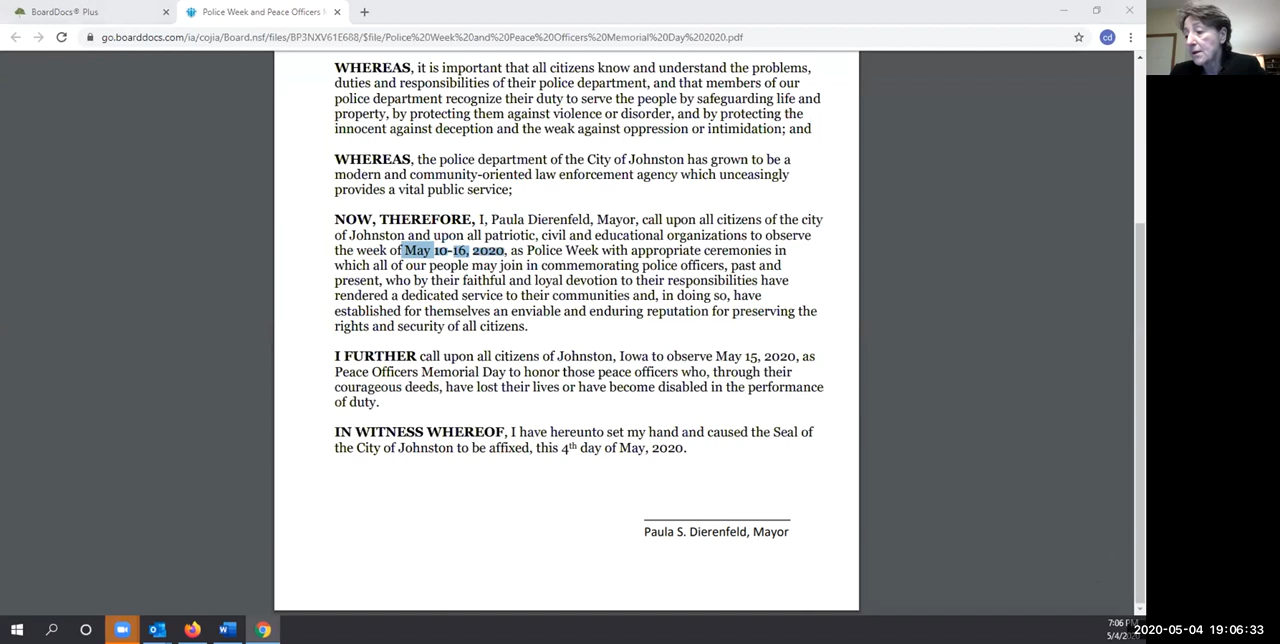 BoardDocs® Plus
Police Week and Peace Officers M
go.boarddocs.com/ia/cojia/Board.nsf/files/BP3NXV61E688/$file/Police%20Week%20and%20Peace%20Officers%20Memorial%20Day%202020.pdf
cd
WHEREAS, it is important that all citizens know and understand the problems,
duties and responsibilities of their police department, and that members of our
police department recognize their duty to serve the people by safeguarding life and
property, by protecting them against violence or disorder, and by protecting the
innocent against deception and the weak against oppression or intimidation; and
WHEREAS, the police department of the City of Johnston has grown to be a
modern and community-oriented law enforcement agency which unceasingly
provides a vital public service;
NOW, THEREFORE, I, Paula Dierenfeld, Mayor, call upon all citizens of the city
of Johnston and upon all patriotic, civil and educational organizations to observe
the week of May 10-16, 2020, as Police Week with appropriate ceremonies in
which all of our people may join in commemorating police officers, past and
present, who by their faithful and loyal devotion to their responsibilities have
rendered a dedicated service to their communities and, in doing so, have
established for themselves an enviable and enduring reputation for preserving the
rights and security of all citizens.
I FURTHER call upon all citizens of Johnston, Iowa to observe May 15, 2020, as
Peace Officers Memorial Day to honor those peace officers who, through their
courageous deeds, have lost their lives or have become disabled in the performance
of duty.
IN WITNESS WHEREOF, I have hereunto set my hand and caused the Seal of
the City of Johnston to be affixed, this 4th day of May, 2020.
Paula S. Dierenfeld, Mayor
7:06 PM
5/4/2020
2020-05-04 19:06:33